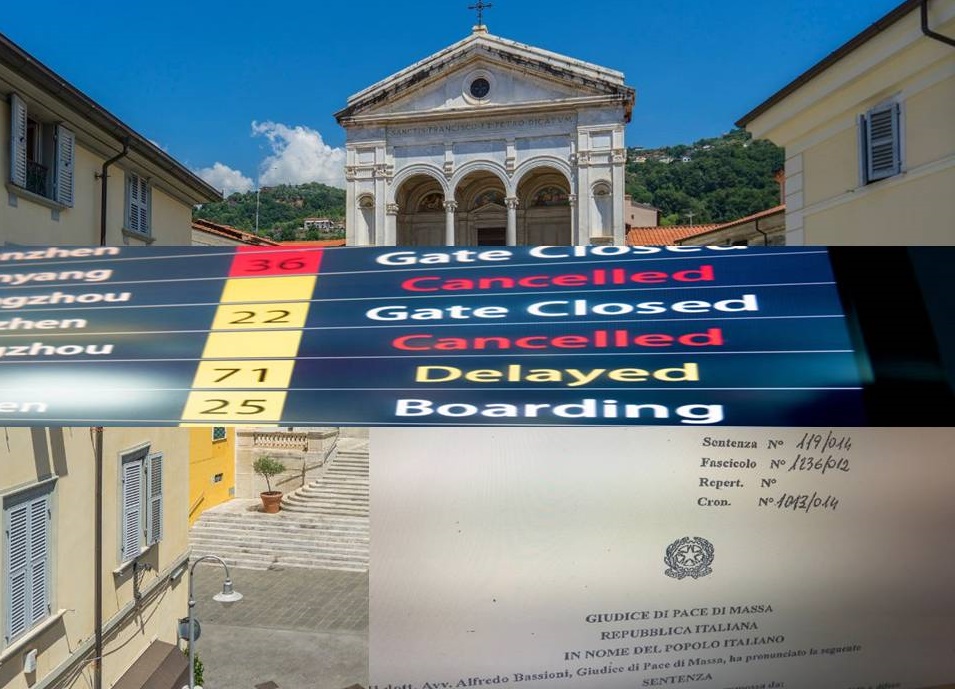 SANCTIS·FRANCISCO·ET·PETRO·DICATVM
nzhen 36 Gate Closed
nyang Cancelled
gzhou 22 Gate Closed
zhen Cancelled
gzhou 71 Delayed
en 25 Boarding
Sentenza N° 119/014
Fascicolo N° 1236/012
Repert. N°
Cron. N° 1013/014
GIUDICE DI PACE DI MASSA
REPUBBLICA ITALIANA
IN NOME DEL POPOLO ITALIANO
Il dott. Avv. Alfredo Bassioni, Giudice di Pace di Massa, ha pronunciato la seguente
SENTENZA